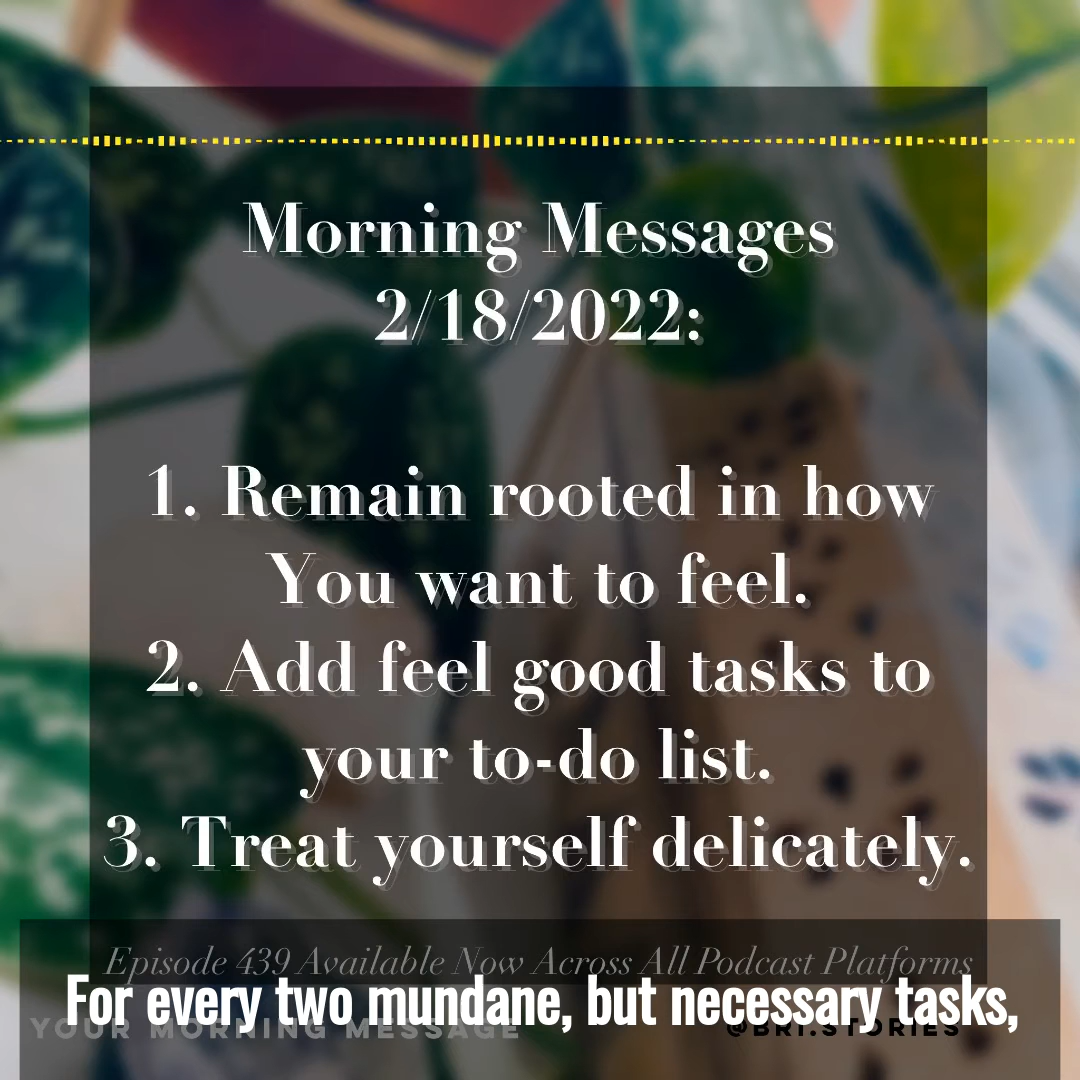 Morning Messages
2/18/2022:
1. Remain rooted in how
You want to feel.
2. Add feel good tasks to
your to-do list.
3. Treat yourself delicately.
Episode 439 Available Now Across All Podcast Platforms
For every two mundane, but necessary tasks,
YOUR MORNING MESSAGE @BRI.STORIES